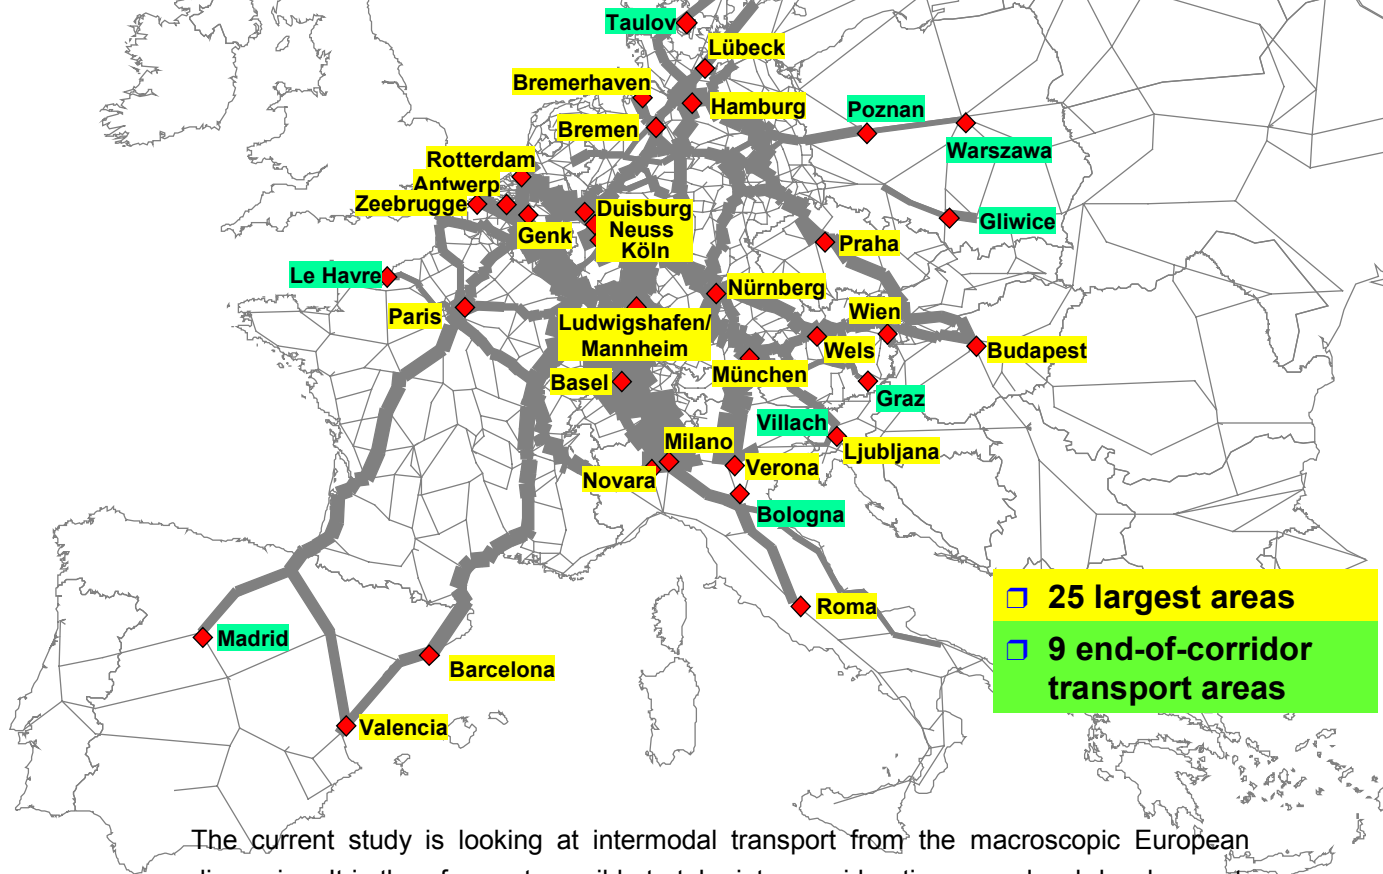 Taulov
Lübeck
Bremerhaven
Hamburg
Poznan
Bremen
Warszawa
Rotterdam
Antwerp
Zeebrugge
Duisburg
Neuss
Köln
Genk
Gliwice
Praha
Le Havre
Nürnberg
Paris
Wien
Ludwigshafen/
Mannheim
Wels
Budapest
München
Basel
Graz
Villach
Milano
Ljubljana
Verona
Novara
Bologna
Roma
Madrid
Barcelona
Valencia
25 largest areas
9 end-of-corridor
transport areas
The current study is looking at intermodal transport from the macroscopic European